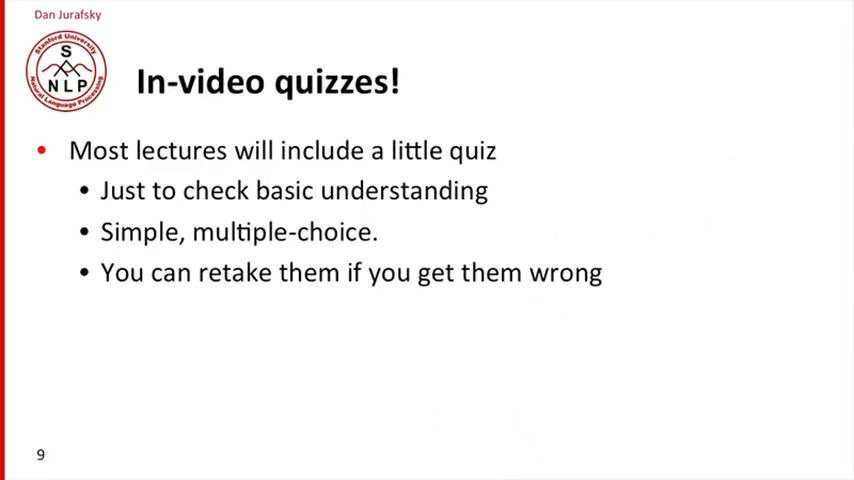 Dan Jurafsky
Stanford University
S
NLP
Natural Language Processing
In-video quizzes!
• Most lectures will include a little quiz
• Just to check basic understanding
• Simple, multiple-choice.
• You can retake them if you get them wrong
9